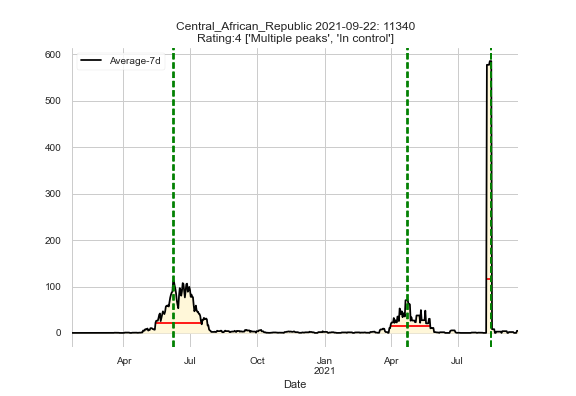 Central_African_Republic 2021-09-22: 11340
Rating:4 ['Multiple peaks', 'In control']
Average-7d
600
500
400
300
200
100
0
Apr
Jul
Oct
Jan
2021
Apr
Jul
Date